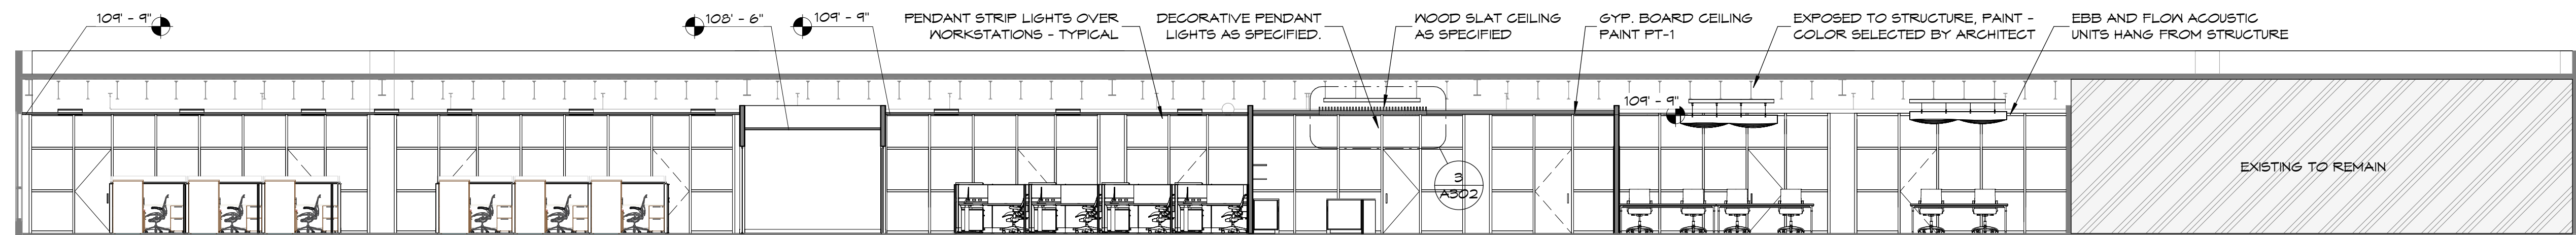 109' - 9"
108' - 6"
109' - 9"
PENDANT STRIP LIGHTS OVER
WORKSTATIONS - TYPICAL
DECORATIVE PENDANT
LIGHTS AS SPECIFIED.
WOOD SLAT CEILING
AS SPECIFIED
GYP. BOARD CEILING
PAINT PT-1
EXPOSED TO STRUCTURE, PAINT -
COLOR SELECTED BY ARCHITECT
EBB AND FLOW ACOUSTIC
UNITS HANG FROM STRUCTURE
109' - 9"
EXISTING TO REMAIN
3
A302